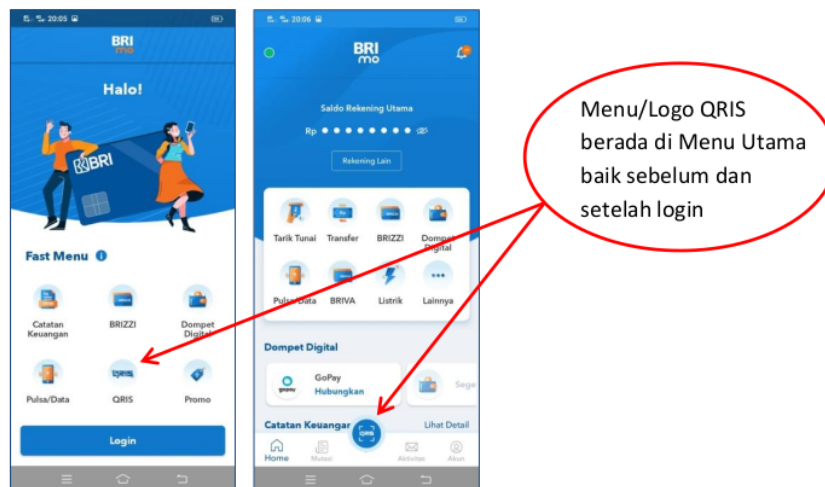 20:05
BRI
mo
Halo!
BRI
Fast Menu
Catatan
Keuangan
BRIZZI
Dompet
Digital
Pulsa/Data
QRIS
Promo
Login
20:06
BRI
mo
Saldo Rekening Utama
Rp
Rekening Lain
Tarik Tunai
Transfer
BRIZZI
Dompet
Digital
Pulsa/Data
BRIVA
Listrik
Lainnya
Dompet Digital
gopay
GoPay
Hubungkan
Sege
Catatan Keuangan
Lihat Detail
QRIS
Home
Mutasi
Aktivitas
Akun
Menu/Logo QRIS
berada di Menu Utama
baik sebelum dan
setelah login